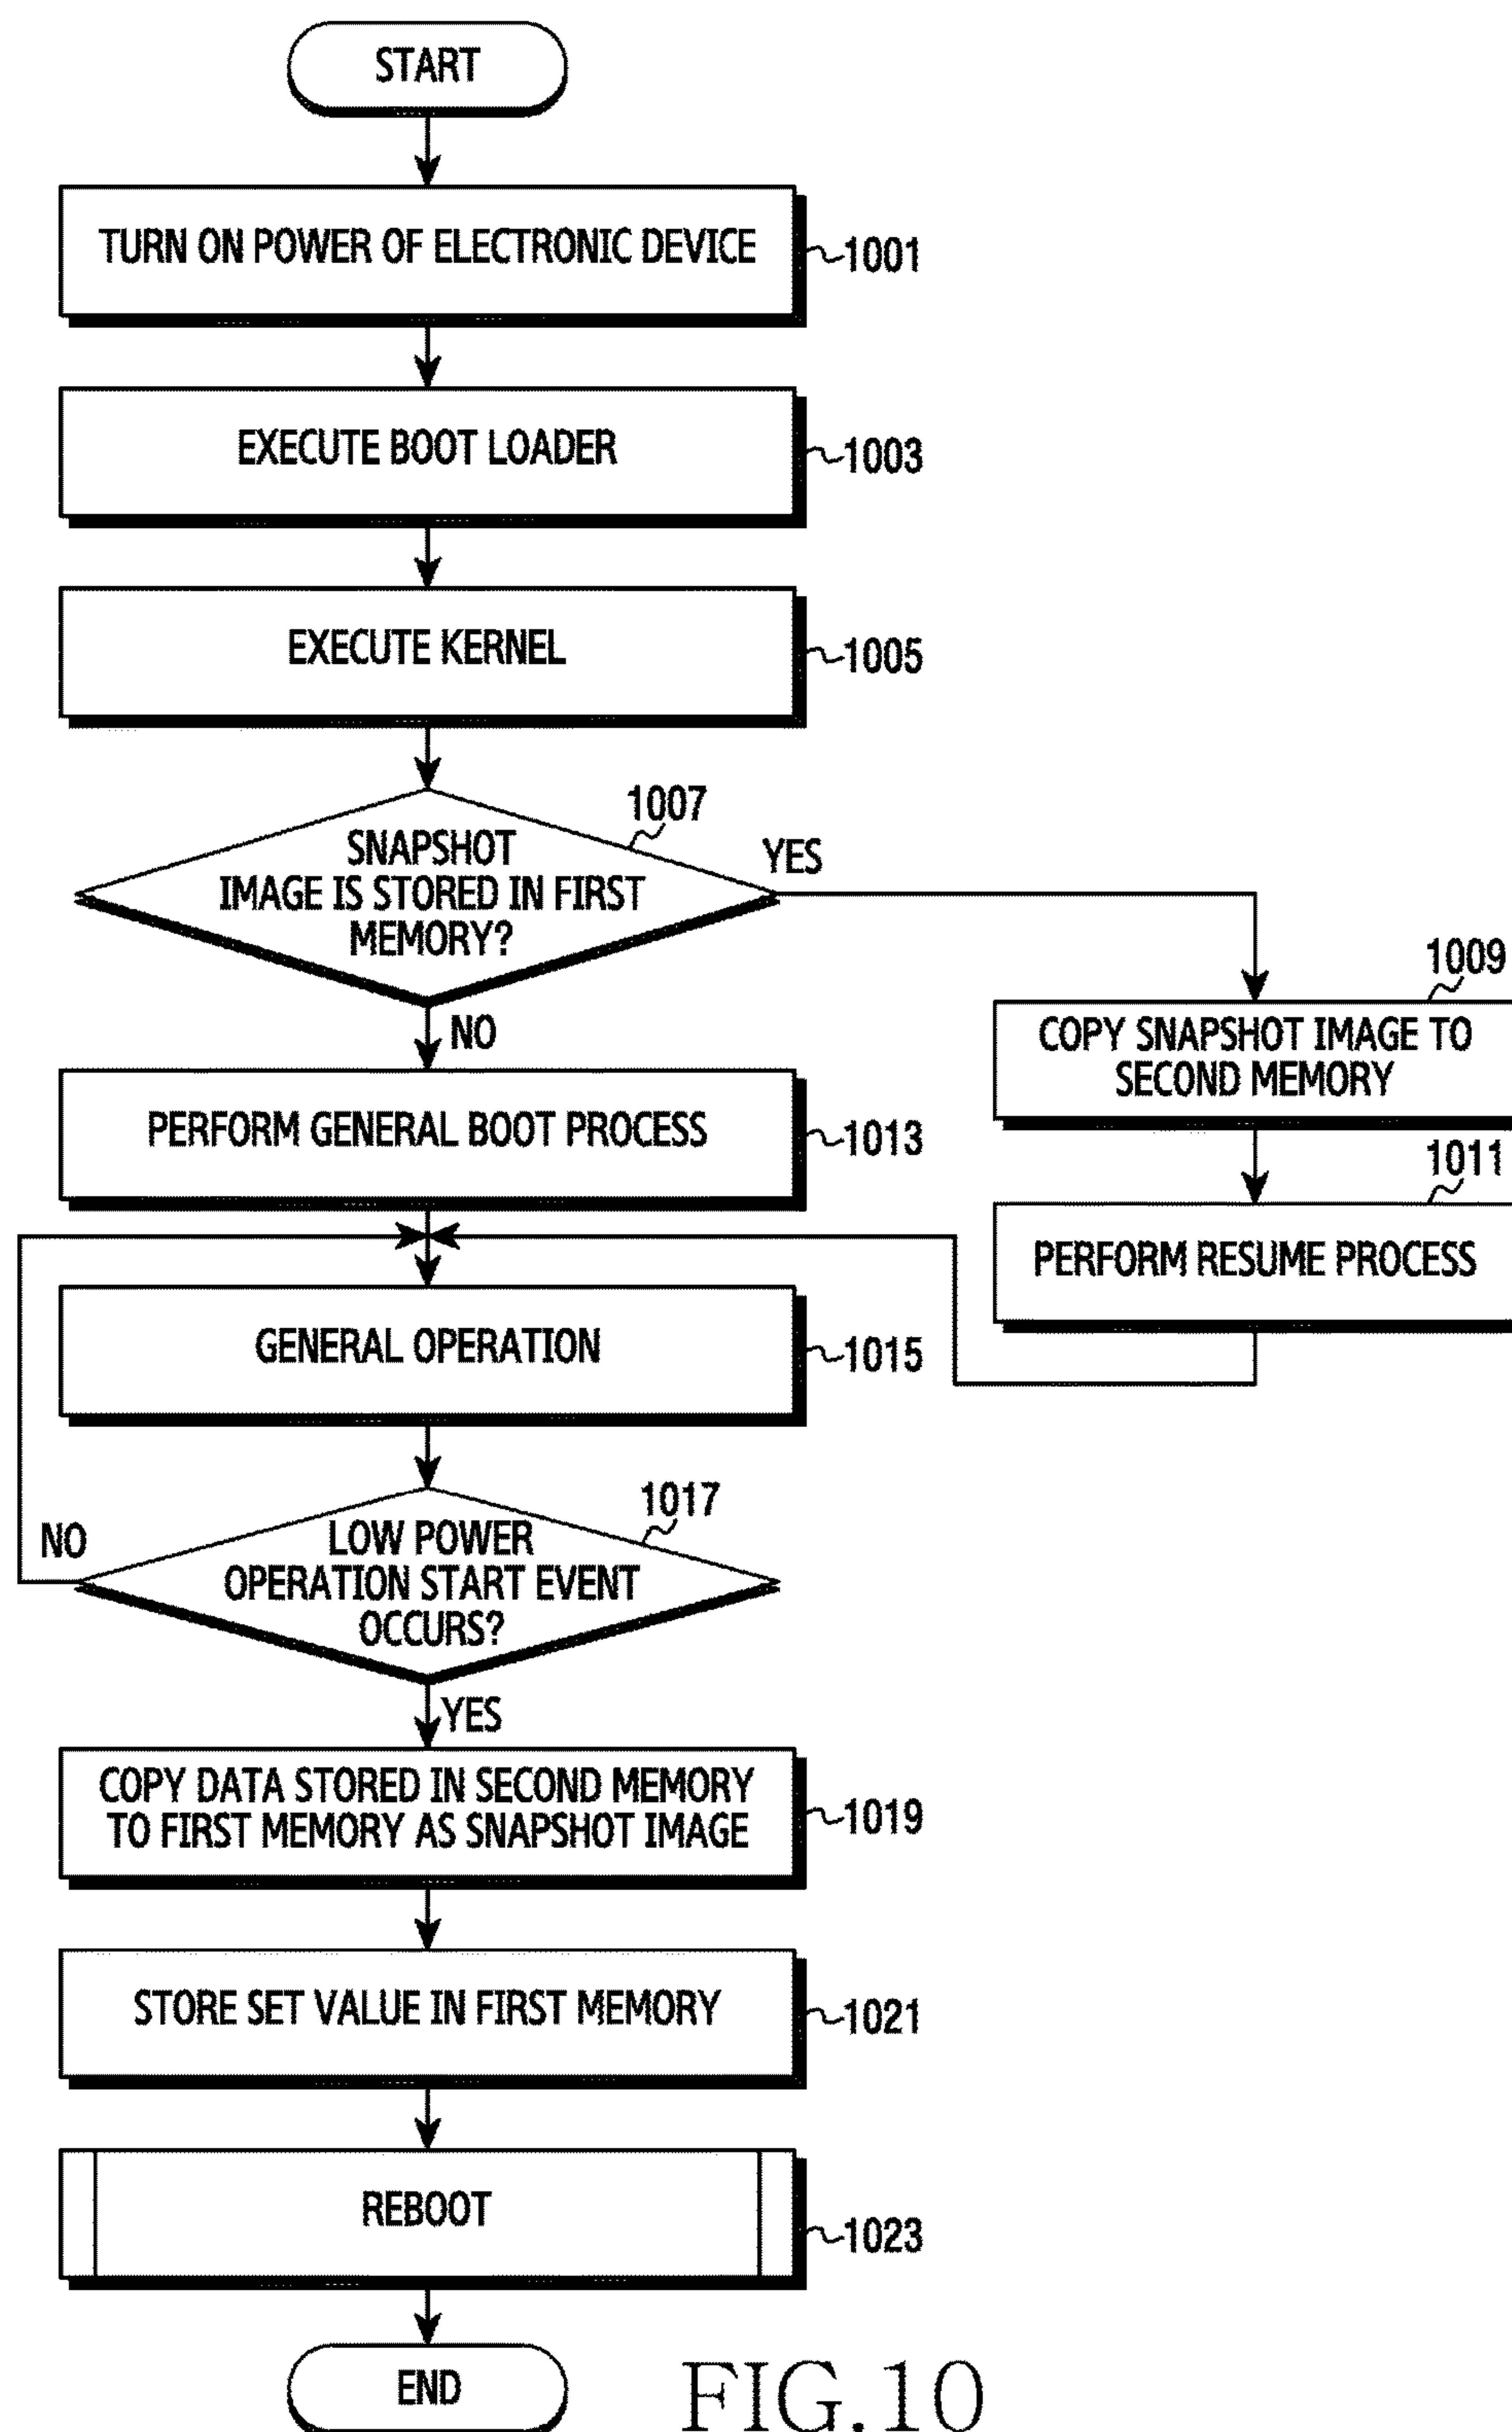 START
TURN ON POWER OF ELECTRONIC DEVICE
1001
EXECUTE BOOT LOADER
1003
EXECUTE KERNEL
1005
1007
SNAPSHOT
IMAGE IS STORED IN FIRST
MEMORY?
YES
NO
1009
COPY SNAPSHOT IMAGE TO
SECOND MEMORY
1011
PERFORM RESUME PROCESS
PERFORM GENERAL BOOT PROCESS
1013
GENERAL OPERATION
1015
1017
LOW POWER
OPERATION START EVENT
OCCURS?
NO
YES
COPY DATA STORED IN SECOND MEMORY
TO FIRST MEMORY AS SNAPSHOT IMAGE
1019
STORE SET VALUE IN FIRST MEMORY
1021
REBOOT
1023
END
FIG.10